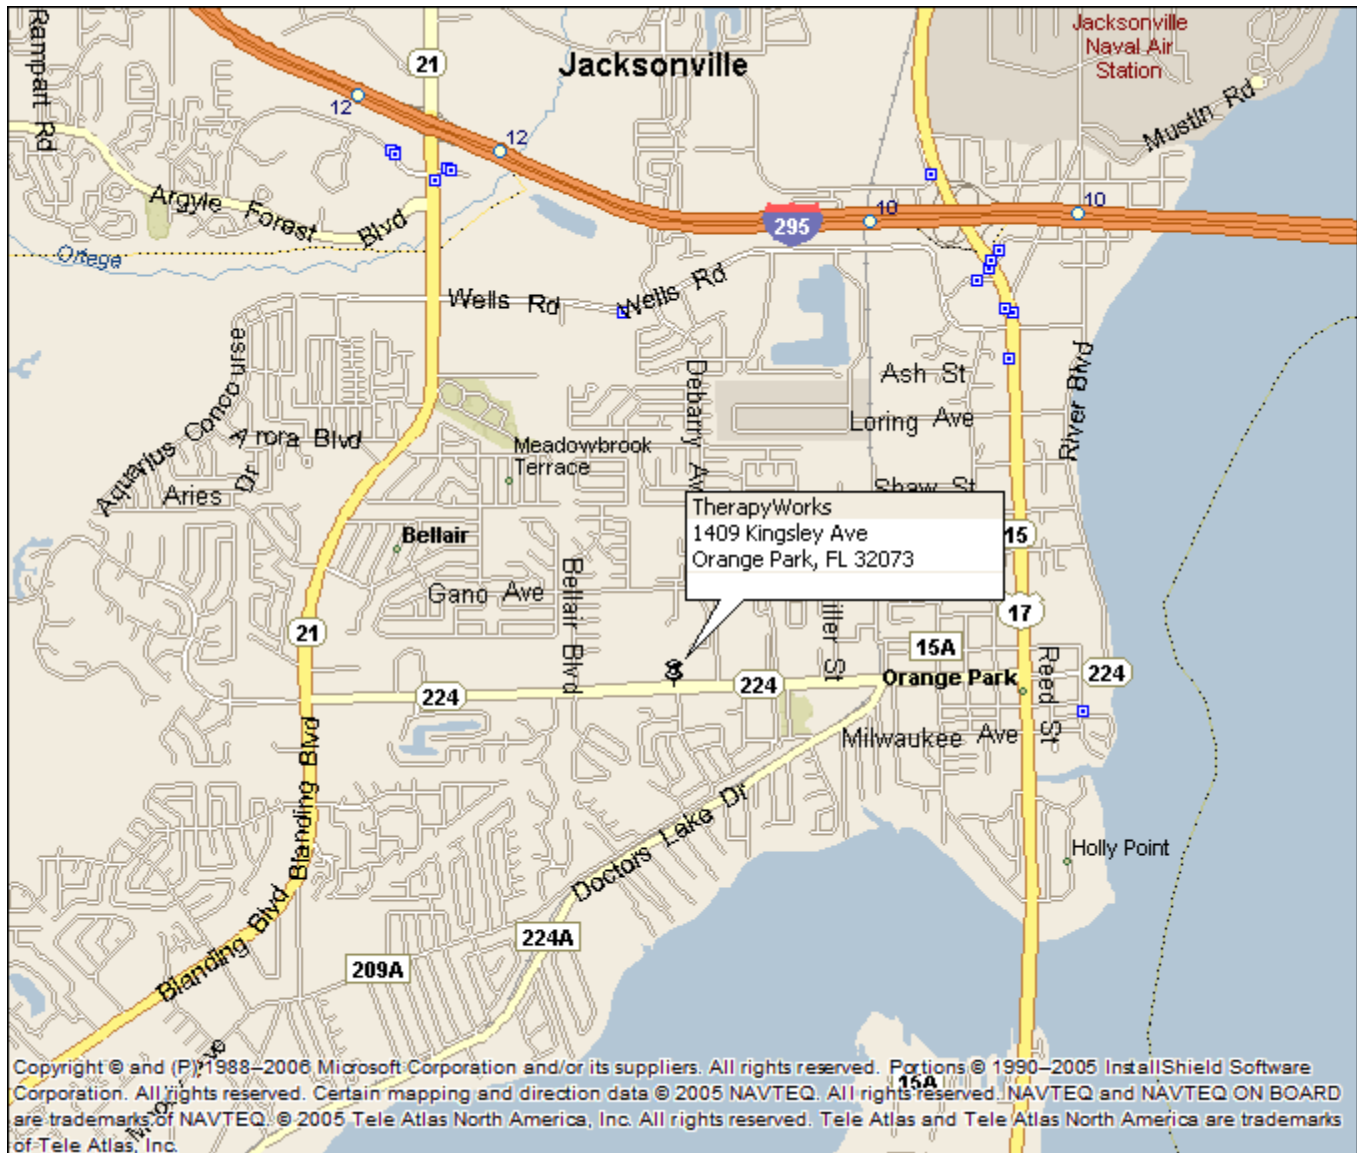 Rampart Rd
21
Jacksonville
Jacksonville
Naval Air
Station
12
12
Mustin Rd
Argyle Forest Blvd
10
10
295
Ortega
Wells Rd
Wells Rd
Aquarius Concourse
Debary Av
Ash St
River Blvd
Loring Ave
Arora Blvd
Meadowbrook
Terrace
Aries Dr
Shaw St
TherapyWorks
1409 Kingsley Ave
Orange Park, FL 32073
15
Bellair
Gano Ave
Bellair Blvd
iller St
17
21
15A
Reed St
224
224
224
Orange Park
Milwaukee Ave
Blanding Blvd
Doctors Lake Dr
Holly Point
Blanding Blvd
224A
209A
15A
Copyright © and (P) 1988–2006 Microsoft Corporation and/or its suppliers. All rights reserved. Portions © 1990–2005 InstallShield Software
Corporation. All rights reserved. Certain mapping and direction data © 2005 NAVTEQ. All rights reserved. NAVTEQ and NAVTEQ ON BOARD
are trademarks of NAVTEQ. © 2005 Tele Atlas North America, Inc. All rights reserved. Tele Atlas and Tele Atlas North America are trademarks
of Tele Atlas, Inc.